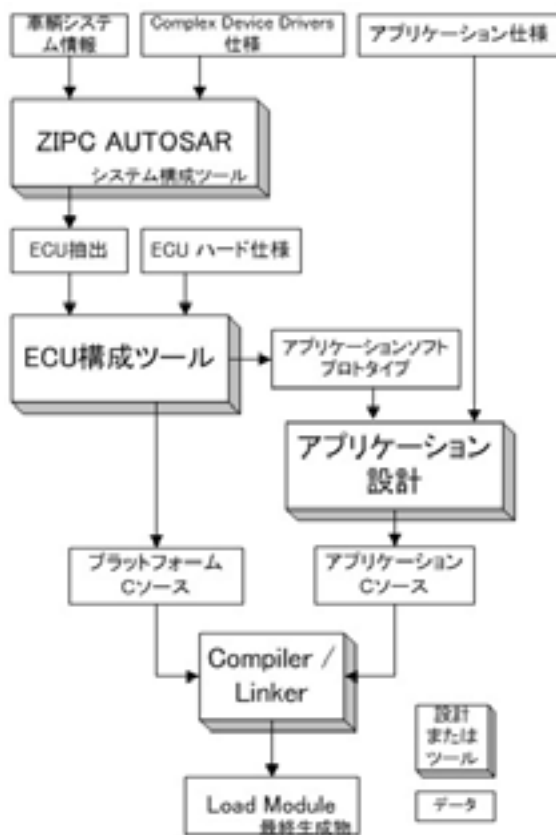 車輌システ
ム情報
Complex Device Drivers
仕様
アプリケーション仕様
ZIPC AUTOSAR
システム構成ツール
ECU抽出
ECU ハード仕様
ECU構成ツール
アプリケーションソフト
プロトタイプ
アプリケーション
設計
プラットフォーム
Cソース
アプリケーション
Cソース
Compiler /
Linker
設計
または
ツール
Load Module
最終生成物
データ